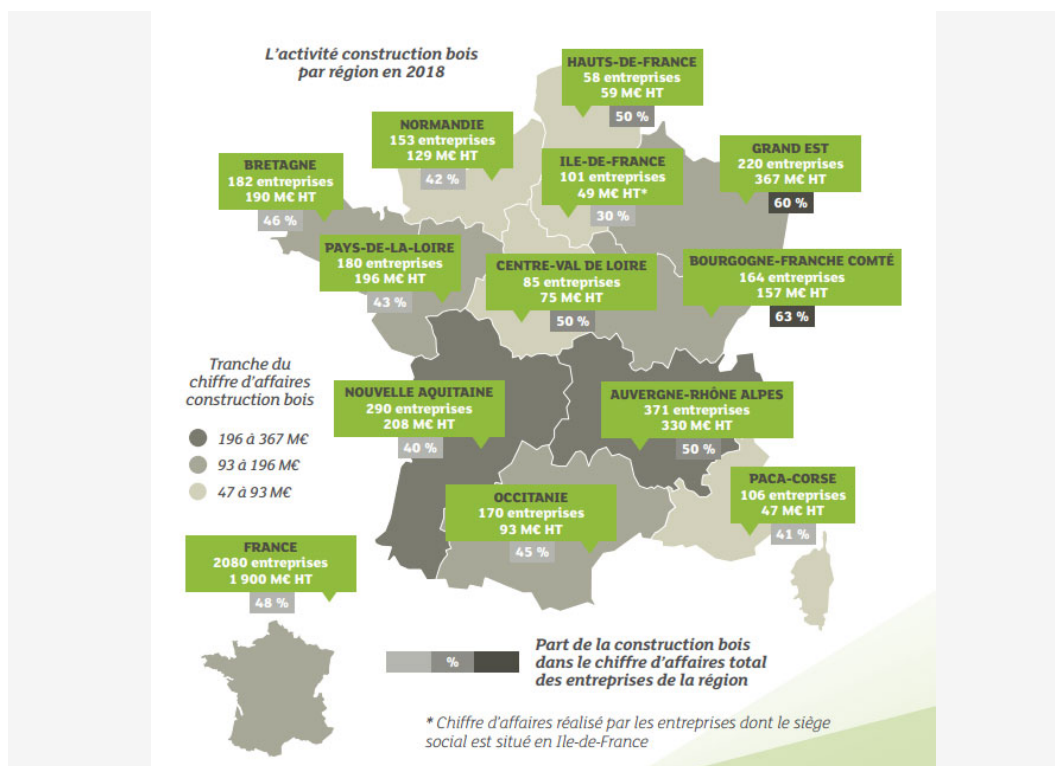 L'activité construction bois
par région en 2018
HAUTS-DE-FRANCE
58 entreprises
59 M€ HT
50 %
NORMANDIE
153 entreprises
129 M€ HT
42 %
ILE-DE-FRANCE
101 entreprises
49 M€ HT*
30 %
GRAND EST
220 entreprises
367 M€ HT
60 %
BRETAGNE
182 entreprises
190 M€ HT
46 %
PAYS-DE-LA-LOIRE
180 entreprises
196 M€ HT
43 %
CENTRE-VAL DE LOIRE
85 entreprises
75 M€ HT
50 %
BOURGOGNE-FRANCHE COMTÉ
164 entreprises
157 M€ HT
63 %
Tranche du
chiffre d'affaires
construction bois
196 à 367 M€
93 à 196 M€
47 à 93 M€
NOUVELLE AQUITAINE
290 entreprises
208 M€ HT
40 %
AUVERGNE-RHÔNE ALPES
371 entreprises
330 M€ HT
50 %
OCCITANIE
170 entreprises
93 M€ HT
45 %
PACA-CORSE
106 entreprises
47 M€ HT
41 %
FRANCE
2080 entreprises
1 900 M€ HT
48 %
%
Part de la construction bois
dans le chiffre d'affaires total
des entreprises de la région
* Chiffre d'affaires réalisé par les entreprises dont le siège
social est situé en Ile-de-France